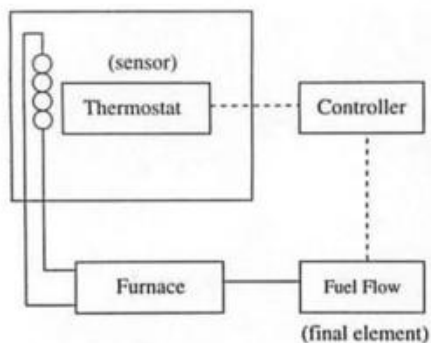 (sensor)
Thermostat
Controller
Furnace
Fuel Flow
(final element)